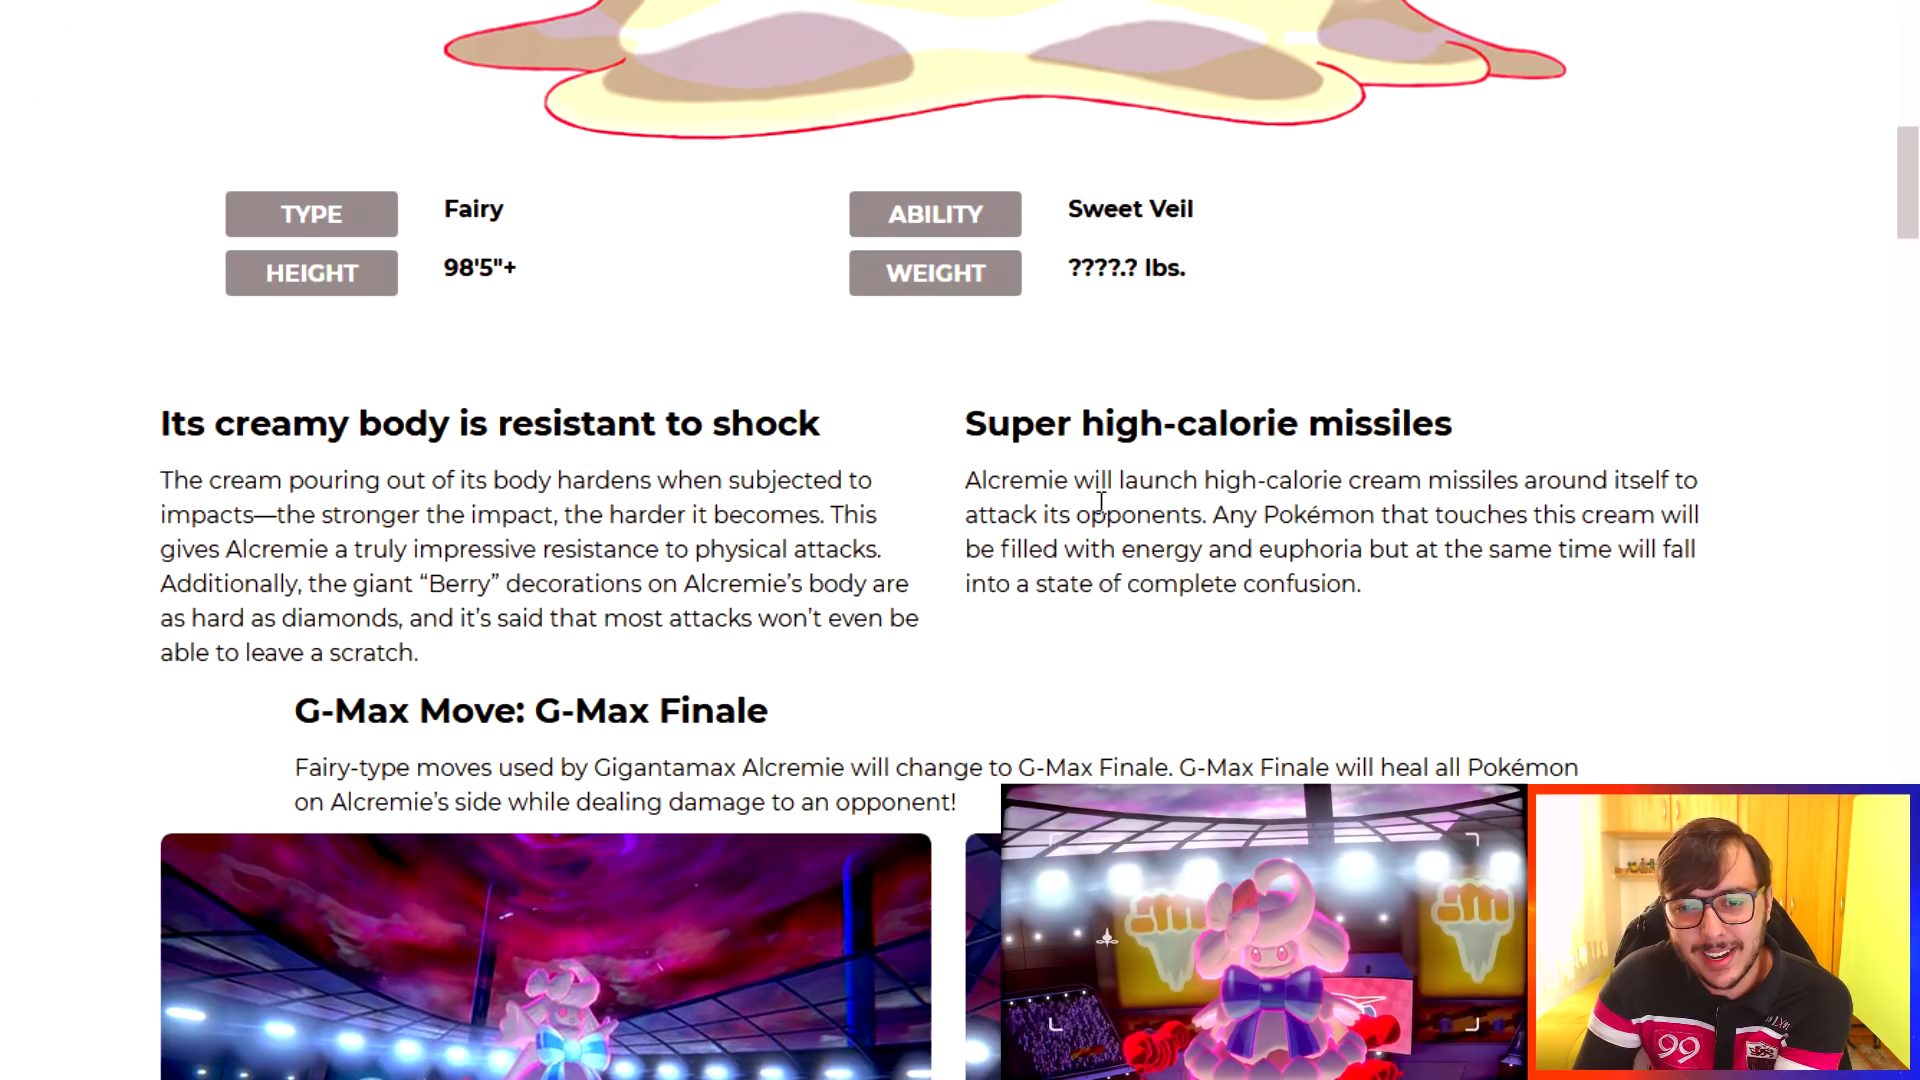 TYPE
Fairy
ABILITY
Sweet Veil
HEIGHT
98'5"+
WEIGHT
????.? lbs.
Its creamy body is resistant to shock
The cream pouring out of its body hardens when subjected to
impacts—the stronger the impact, the harder it becomes. This
gives Alcremie a truly impressive resistance to physical attacks.
Additionally, the giant “Berry” decorations on Alcremie’s body are
as hard as diamonds, and it’s said that most attacks won’t even be
able to leave a scratch.
Super high-calorie missiles
Alcremie will launch high-calorie cream missiles around itself to
attack its opponents. Any Pokémon that touches this cream will
be filled with energy and euphoria but at the same time will fall
into a state of complete confusion.
G-Max Move: G-Max Finale
Fairy-type moves used by Gigantamax Alcremie will change to G-Max Finale. G-Max Finale will heal all Pokémon
on Alcremie’s side while dealing damage to an opponent!
99